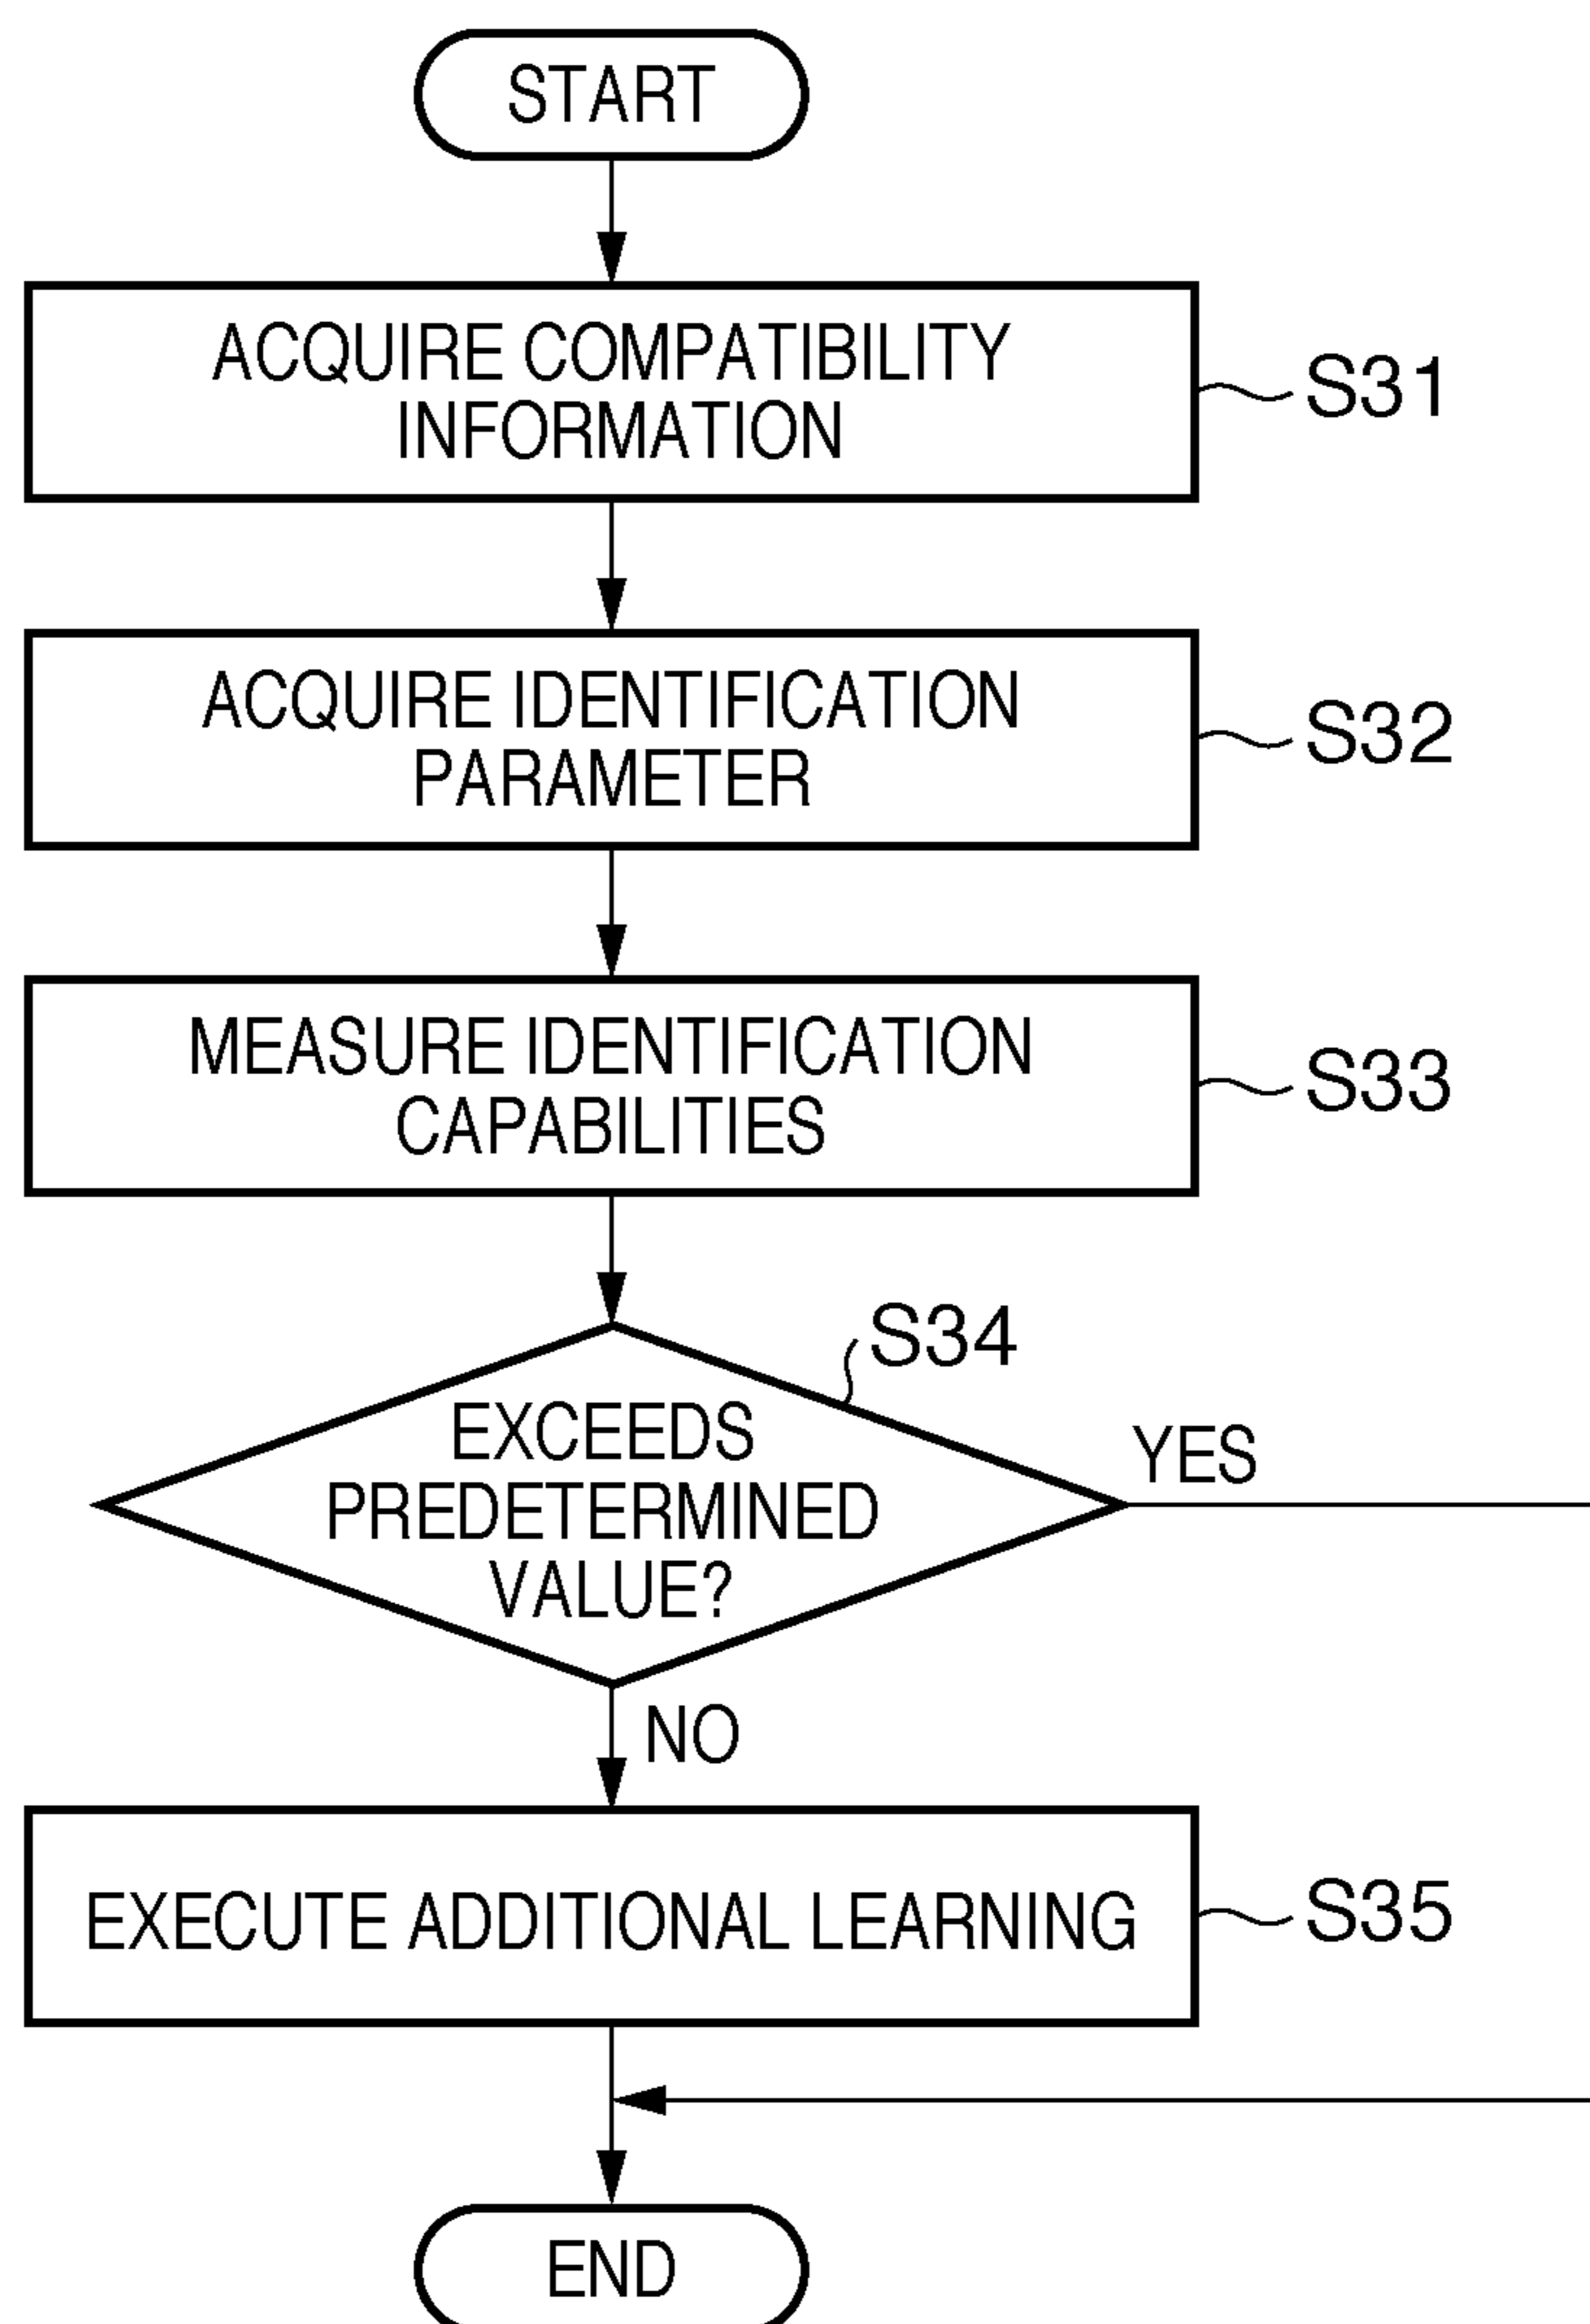 START
ACQUIRE COMPATIBILITY
INFORMATION
S31
ACQUIRE IDENTIFICATION
PARAMETER
S32
MEASURE IDENTIFICATION
CAPABILITIES
S33
S34
EXCEEDS
PREDETERMINED
VALUE?
YES
NO
EXECUTE ADDITIONAL LEARNING
S35
END